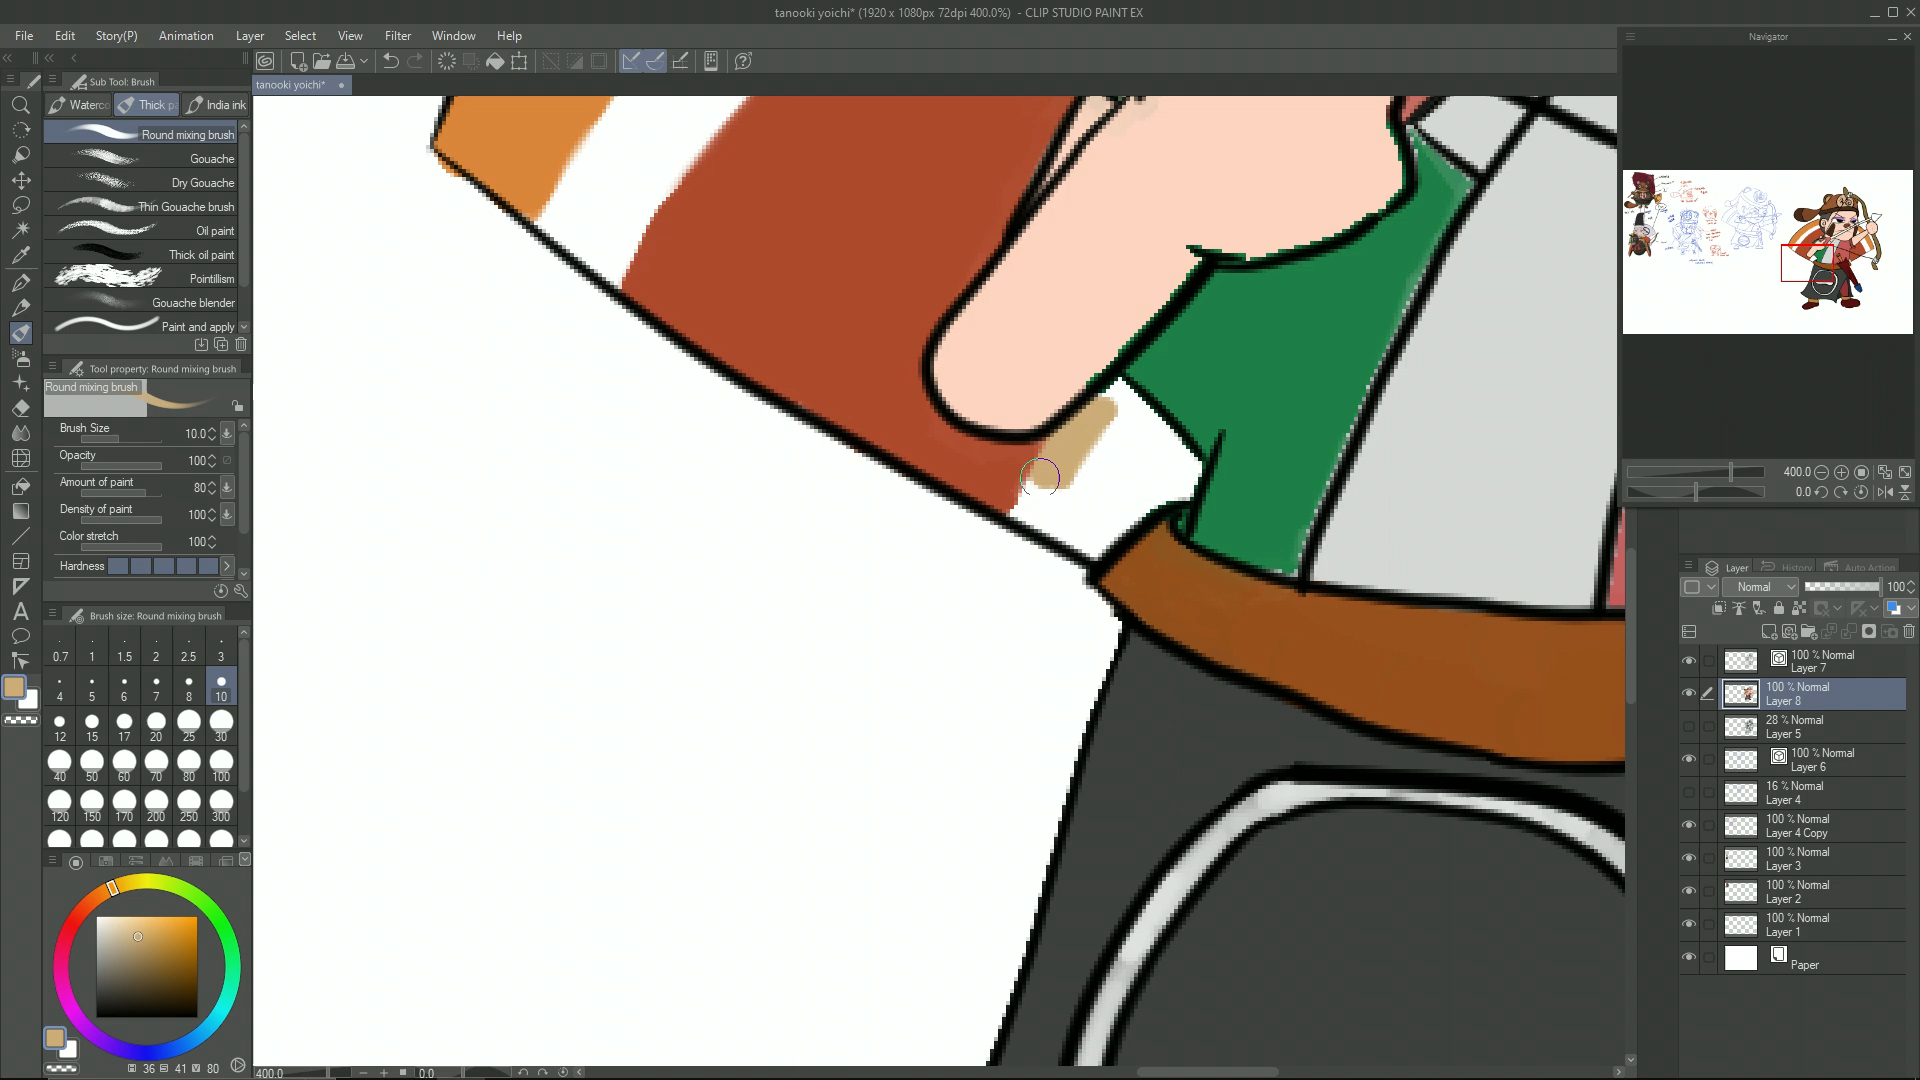 tanooki yoichi* (1920 x 1080px 72dpi 400.0%) - CLIP STUDIO PAINT EX
File Edit Story(P) Animation Layer Select View Filter Window Help
Navigator
Sub Tool: Brush
tanooki yoichi*
Waterco Thick pa India ink
Round mixing brush
Gouache
Dry Gouache
Thin Gouache brush
Oil paint
Thick oil paint
Pointillism
Gouache blender
Paint and apply
Tool property: Round mixing brush
Round mixing brush
Brush Size 10.0
Opacity 100
Amount of paint 80
Density of paint 100
Color stretch 100
Hardness
Brush size: Round mixing brush
0.7 1 1.5 2 2.5 3
4 5 6 7 8 10
12 15 17 20 25 30
40 50 60 70 80 100
120 150 170 200 250 300
36 41 80
400.0 0.0
400.0
0.0
Layer History Auto Action
Normal 100
100 % Normal
Layer 7
100 % Normal
Layer 8
28 % Normal
Layer 5
100 % Normal
Layer 6
16 % Normal
Layer 4
100 % Normal
Layer 4 Copy
100 % Normal
Layer 3
100 % Normal
Layer 2
100 % Normal
Layer 1
Paper